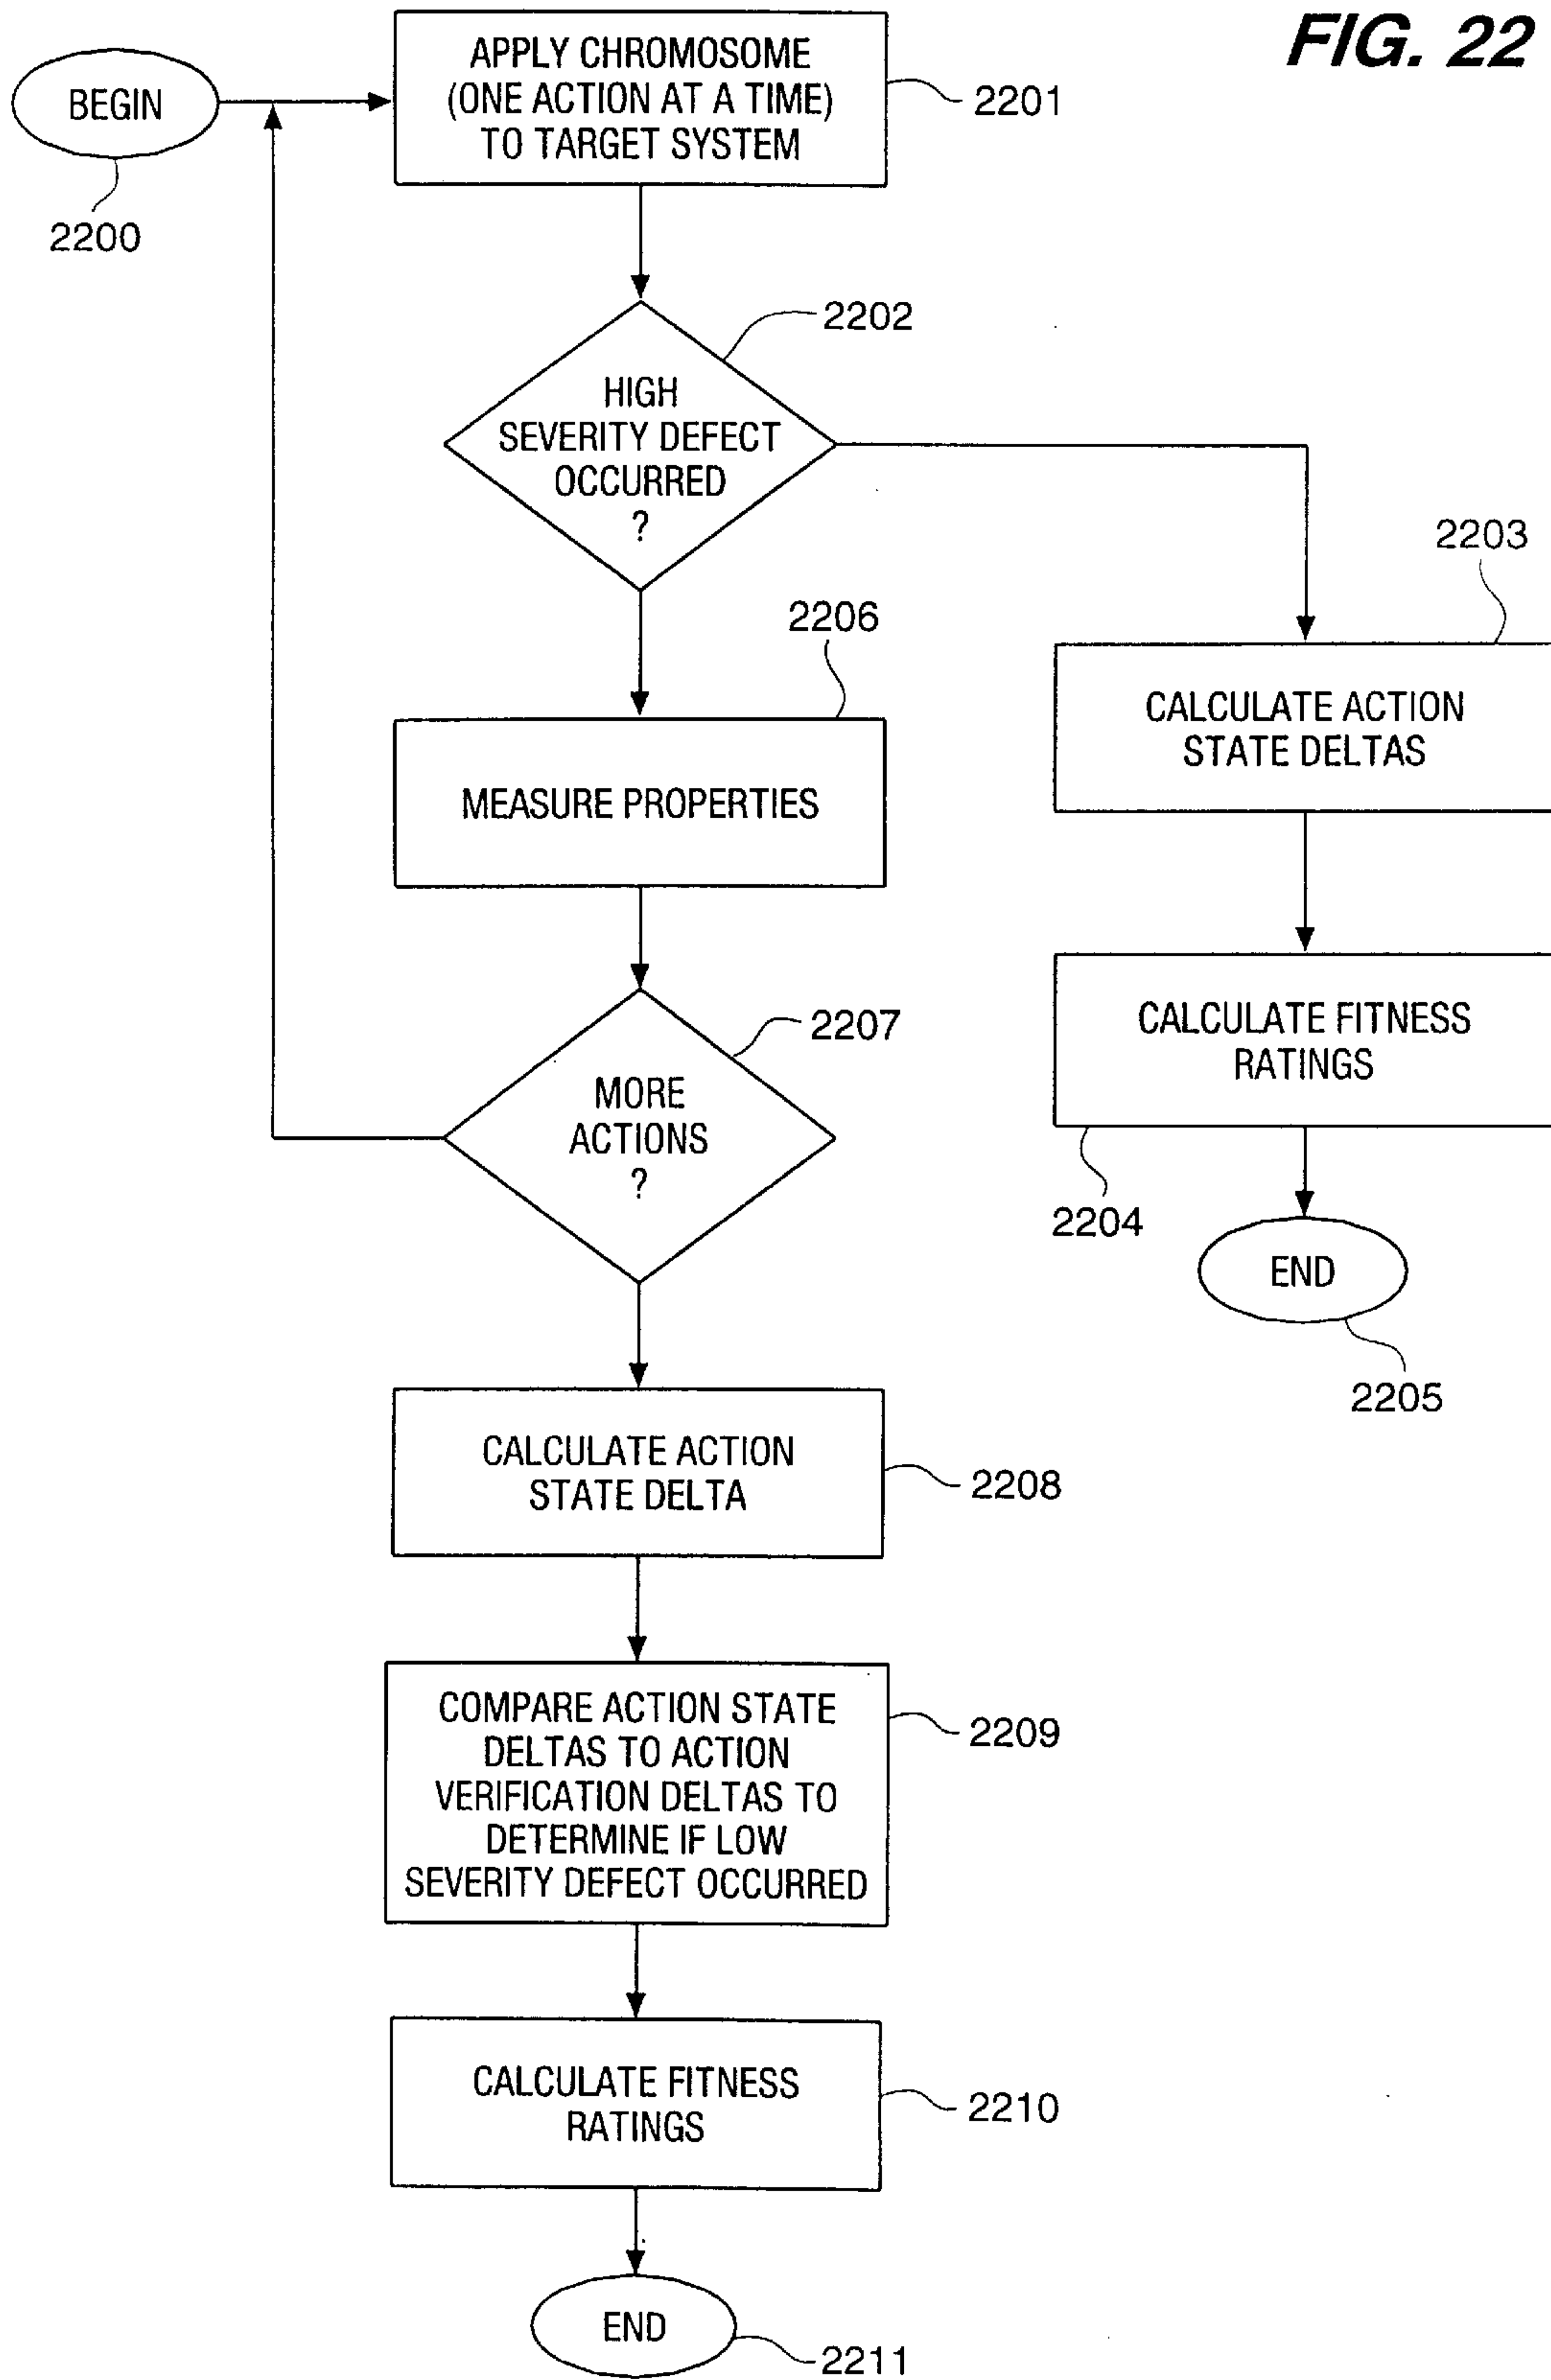 FIG. 22
BEGIN
2200
APPLY CHROMOSOME
(ONE ACTION AT A TIME)
TO TARGET SYSTEM
2201
2202
HIGH
SEVERITY DEFECT
OCCURRED
?
2203
CALCULATE ACTION
STATE DELTAS
2206
MEASURE PROPERTIES
CALCULATE FITNESS
RATINGS
2204
END
2205
2207
MORE
ACTIONS
?
CALCULATE ACTION
STATE DELTA
2208
COMPARE ACTION STATE
DELTAS TO ACTION
VERIFICATION DELTAS TO
DETERMINE IF LOW
SEVERITY DEFECT OCCURRED
2209
CALCULATE FITNESS
RATINGS
2210
END
2211